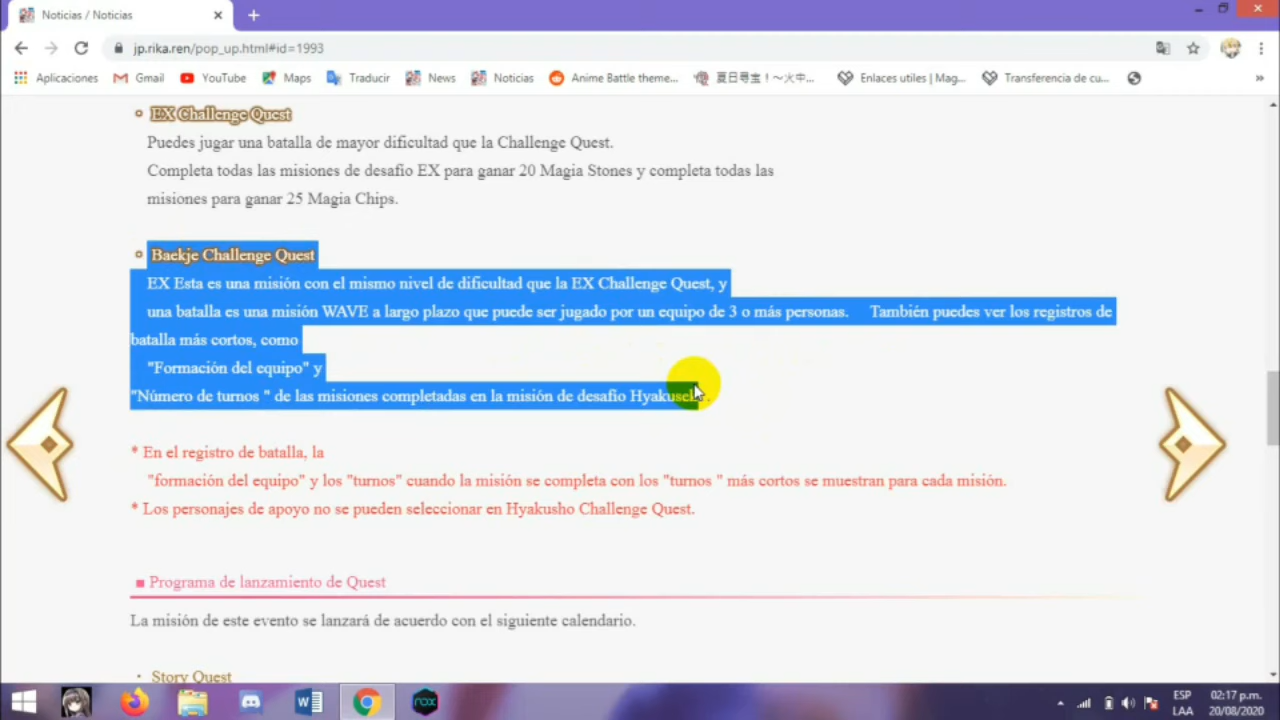 Noticias / Noticias
jp.rika.ren/pop_up.html#id=1993
Aplicaciones
Gmail
YouTube
Maps
Traducir
News
Noticias
Anime Battle theme...
夏日尋宝！～火中...
Enlaces utiles | Mag...
Transferencia de cu...
»
EX Challenge Quest
Puedes jugar una batalla de mayor dificultad que la Challenge Quest.
Completa todas las misiones de desafío EX para ganar 20 Magia Stones y completa todas las
misiones para ganar 25 Magia Chips.
Baekje Challenge Quest
EX Esta es una misión con el mismo nivel de dificultad que la EX Challenge Quest, y
una batalla es una misión WAVE a largo plazo que puede ser jugado por un equipo de 3 o más personas. También puedes ver los registros de
batalla más cortos, como
"Formación del equipo" y
"Número de turnos " de las misiones completadas en la misión de desafío
* En el registro de batalla, la
"formación del equipo" y los "turnos" cuando la misión se completa con los "turnos " más cortos se muestran para cada misión.
* Los personajes de apoyo no se pueden seleccionar en Hyakusho Challenge Quest.
■ Programa de lanzamiento de Quest
La misión de este evento se lanzará de acuerdo con el siguiente calendario.
· Story Quest
nox
ESP
LAA
02:17 p.m.
20/08/2020